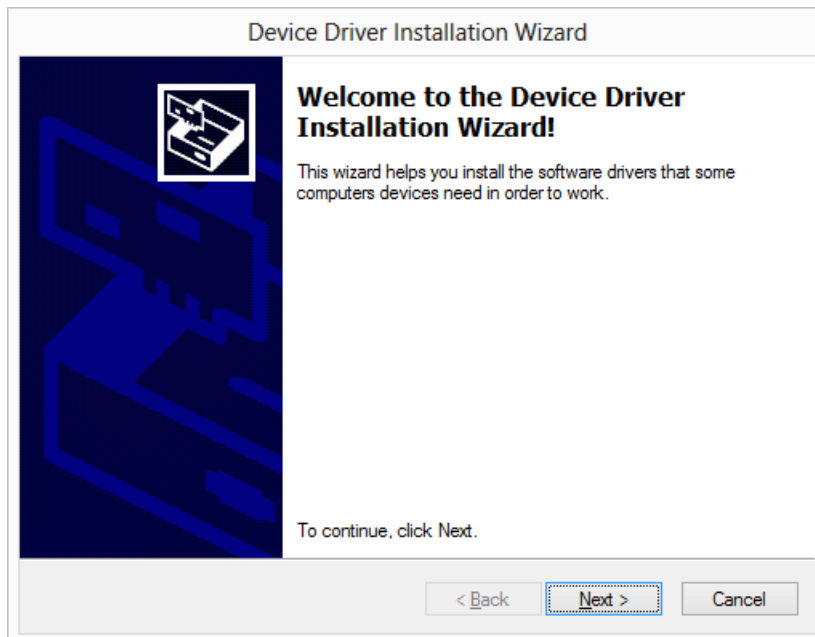 Device Driver Installation Wizard
Welcome to the Device Driver
Installation Wizard!
This wizard helps you install the software drivers that some
computers devices need in order to work.
To continue, click Next.
< Back
Next >
Cancel